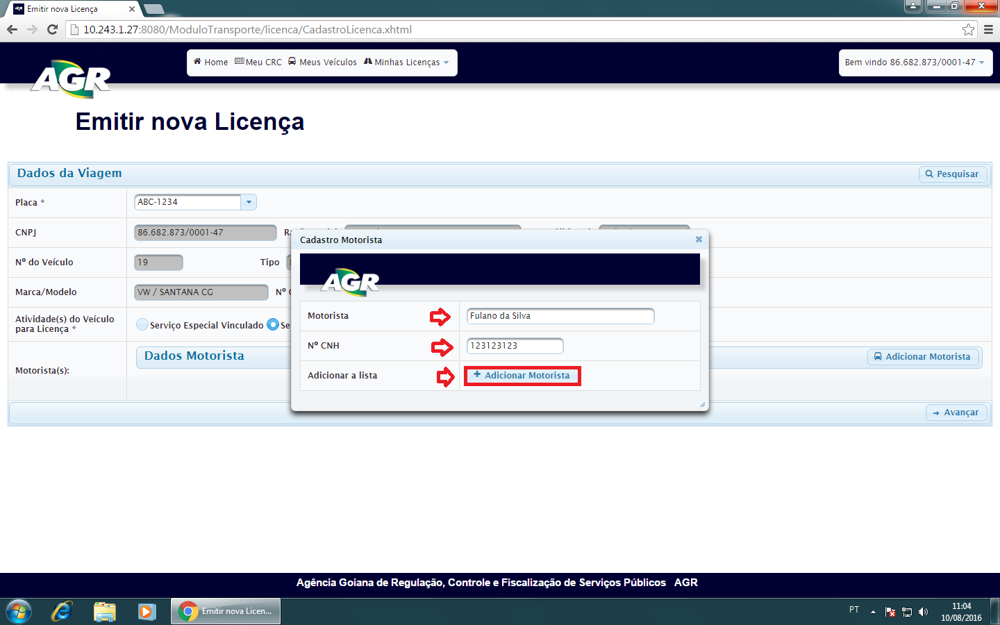 Emitir nova Licença
10.243.1.27:8080/ModuloTransporte/licenca/CadastroLicenca.xhtml
AGR
Home Meu CRC Meus Veículos Minhas Licenças
Bem vindo 86.682.873/0001-47
Emitir nova Licença
Dados da Viagem
Pesquisar
Placa *
ABC-1234
CNPJ
86.682.873/0001-47
Nº do Veículo
19
Tipo
Marca/Modelo
VW / SANTANA CG
Nº
Atividade(s) do Veículo
para Licença *
Serviço Especial Vinculado
Motorista(s):
Dados Motorista
Adicionar Motorista
Avançar
Cadastro Motorista
AGR
Motorista
Fulano da Silva
Nº CNH
123123123
Adicionar a lista
Adicionar Motorista
Agência Goiana de Regulação, Controle e Fiscalização de Serviços Públicos AGR
Emitir nova Licen...
PT
11:04
10/08/2016